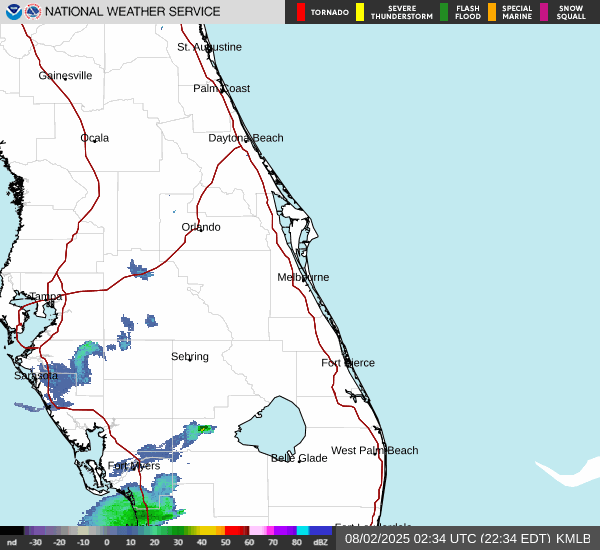 NATIONAL WEATHER SERVICE
TORNADO
SEVERE THUNDERSTORM
FLASH FLOOD
SPECIAL MARINE
SNOW SQUALL
St. Augustine
Gainesville
Palm Coast
Ocala
Daytona Beach
Orlando
Melbourne
Tampa
Sebring
Fort Pierce
Sarasota
West Palm Beach
Fort Myers
Belle Glade
Fort Lauderdale
nd -30 -20 -10 0 10 20 30 40 50 60 70 80 dBZ
08/02/2025 02:34 UTC (22:34 EDT) KMLB